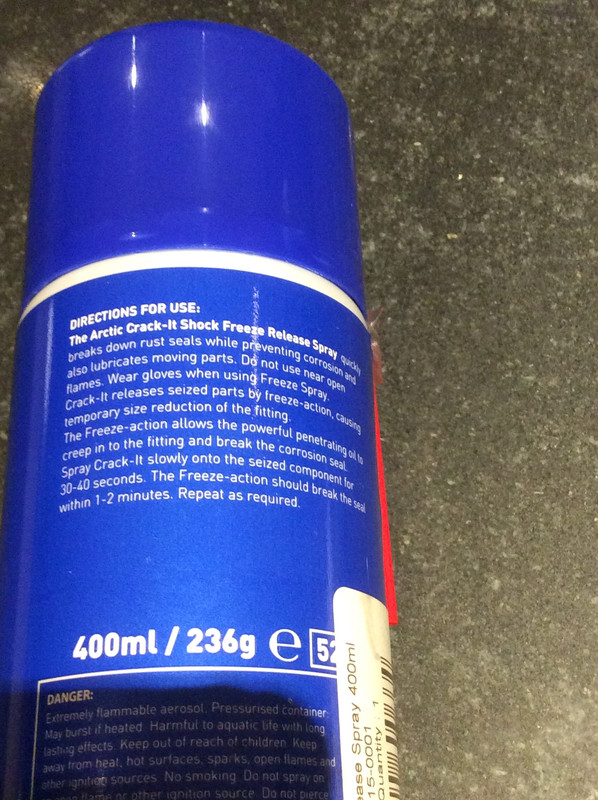 DIRECTIONS FOR USE:
The Arctic Crack-It Shock Freeze Release Spray quickly
breaks down rust seals while preventing corrosion and
also lubricates moving parts. Do not use near open
flames. Wear gloves when using Freeze Spray.
Crack-It releases seized parts by freeze-action, causing
temporary size reduction of the fitting.
The Freeze-action allows the powerful penetrating oil to
creep in to the fitting and break the corrosion seal.
Spray Crack-It slowly onto the seized component for
30-40 seconds. The Freeze-action should break the seal
within 1-2 minutes. Repeat as required.
400ml / 236g e 52
DANGER:
Extremely flammable aerosol. Pressurised container:
May burst if heated. Harmful to aquatic life with long
lasting effects. Keep out of reach of children. Keep
away from heat, hot surfaces, sparks, open flames and
other ignition sources. No smoking. Do not spray on
open flame or other ignition source. Do not pierce
ease Spray 400ml
15-0001
Quantity : 1